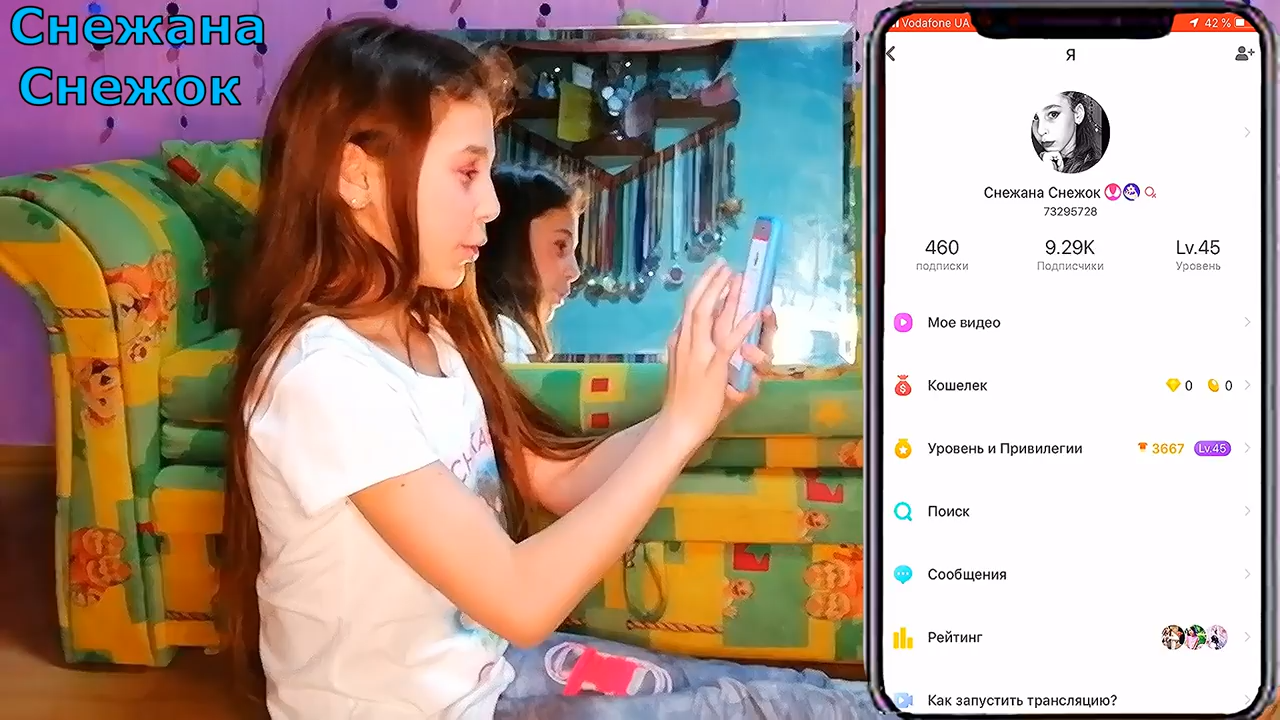 Снежана
Снежок
Vodafone UA
42 %
Я
Снежана Снежок
73295728
460
9.29K
Lv.45
подписки
Подписчики
Уровень
Мое видео
Кошелек
0
0
Уровень и Привилегии
3667
Lv.45
Поиск
Сообщения
Рейтинг
Как запустить трансляцию?